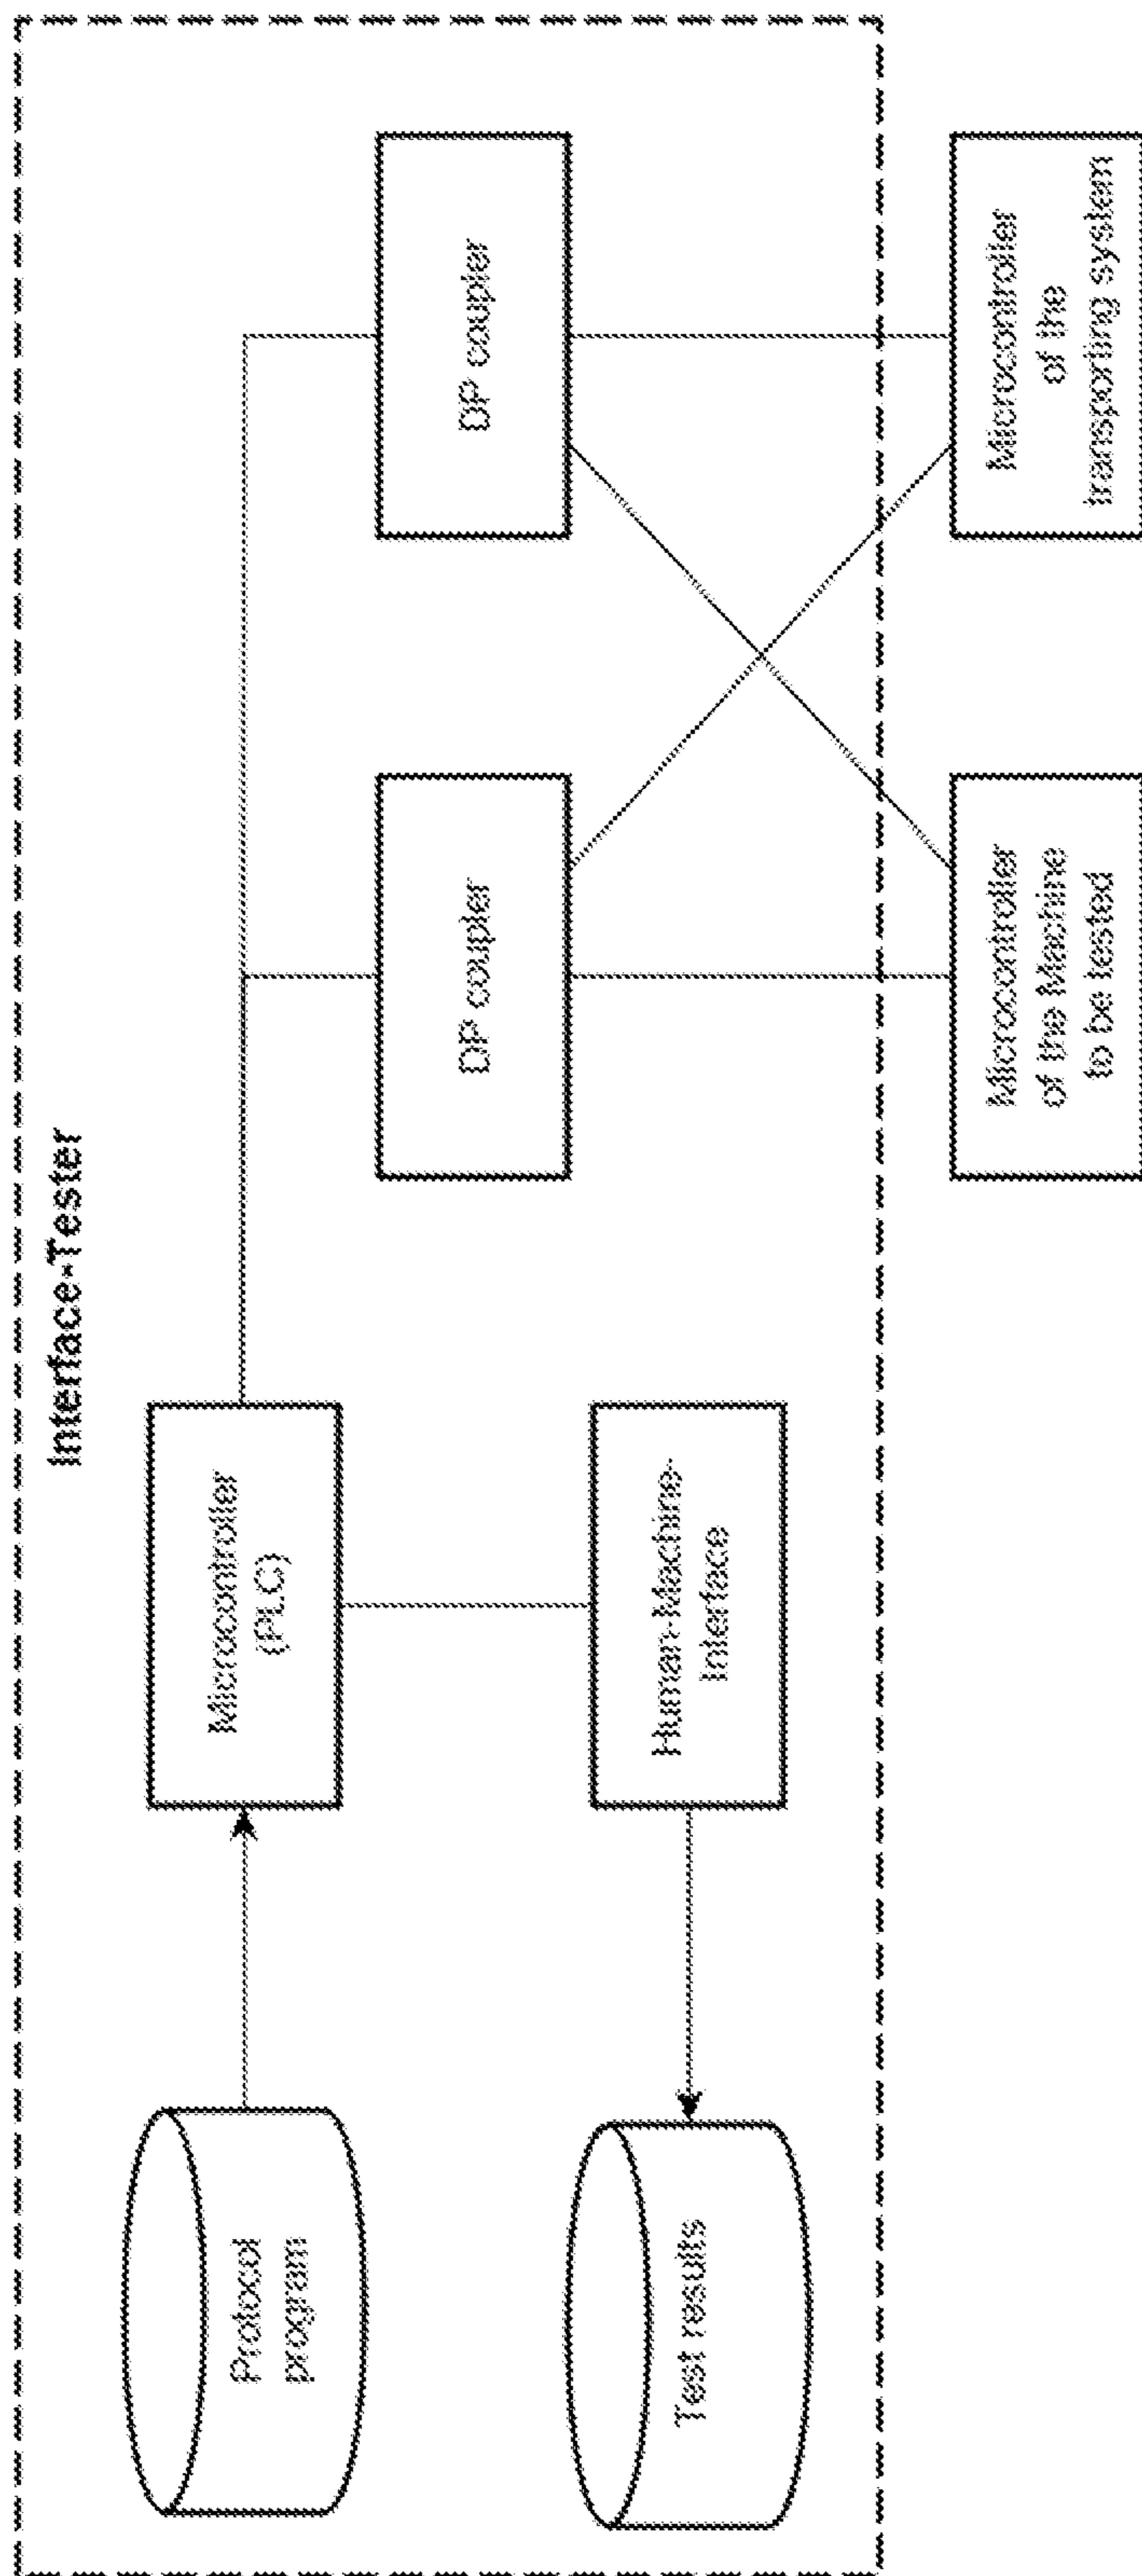 Interface-Tester
Protocol
program
Microcontroller
(PLC)
DP coupler
DP coupler
Test results
Human-Machine-
Interface
Microcontroller
of the Machine
to be tested
Microcontroller
of the
transporting system